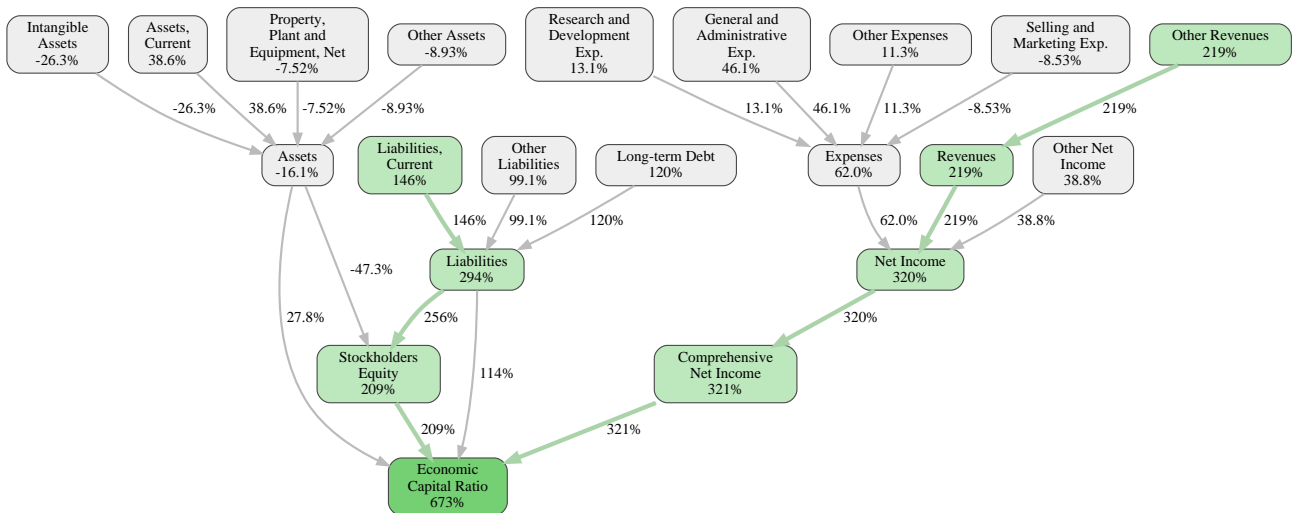 Intangible
Assets
-26.3%
Assets,
Current
38.6%
Property,
Plant and
Equipment, Net
-7.52%
Other Assets
-8.93%
Research and
Development
Exp.
13.1%
General and
Administrative
Exp.
46.1%
Other Expenses
11.3%
Selling and
Marketing Exp.
-8.53%
Other Revenues
219%
-26.3%
38.6%
-7.52%
-8.93%
13.1%
46.1%
11.3%
-8.53%
219%
Assets
-16.1%
Liabilities,
Current
146%
Other
Liabilities
99.1%
Long-term Debt
120%
Expenses
62.0%
Revenues
219%
Other Net
Income
38.8%
146%
99.1%
120%
62.0%
219%
38.8%
-47.3%
Liabilities
294%
Net Income
320%
27.8%
256%
114%
320%
Stockholders
Equity
209%
Comprehensive
Net Income
321%
209%
321%
Economic
Capital Ratio
673%